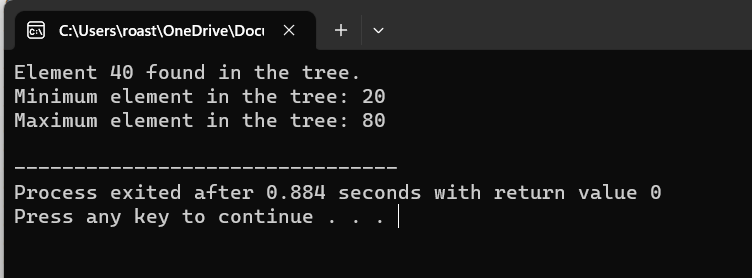 C:\Users\roast\OneDrive\Docu
Element 40 found in the tree.
Minimum element in the tree: 20
Maximum element in the tree: 80
--------------------------------
Process exited after 0.884 seconds with return value 0
Press any key to continue . . .